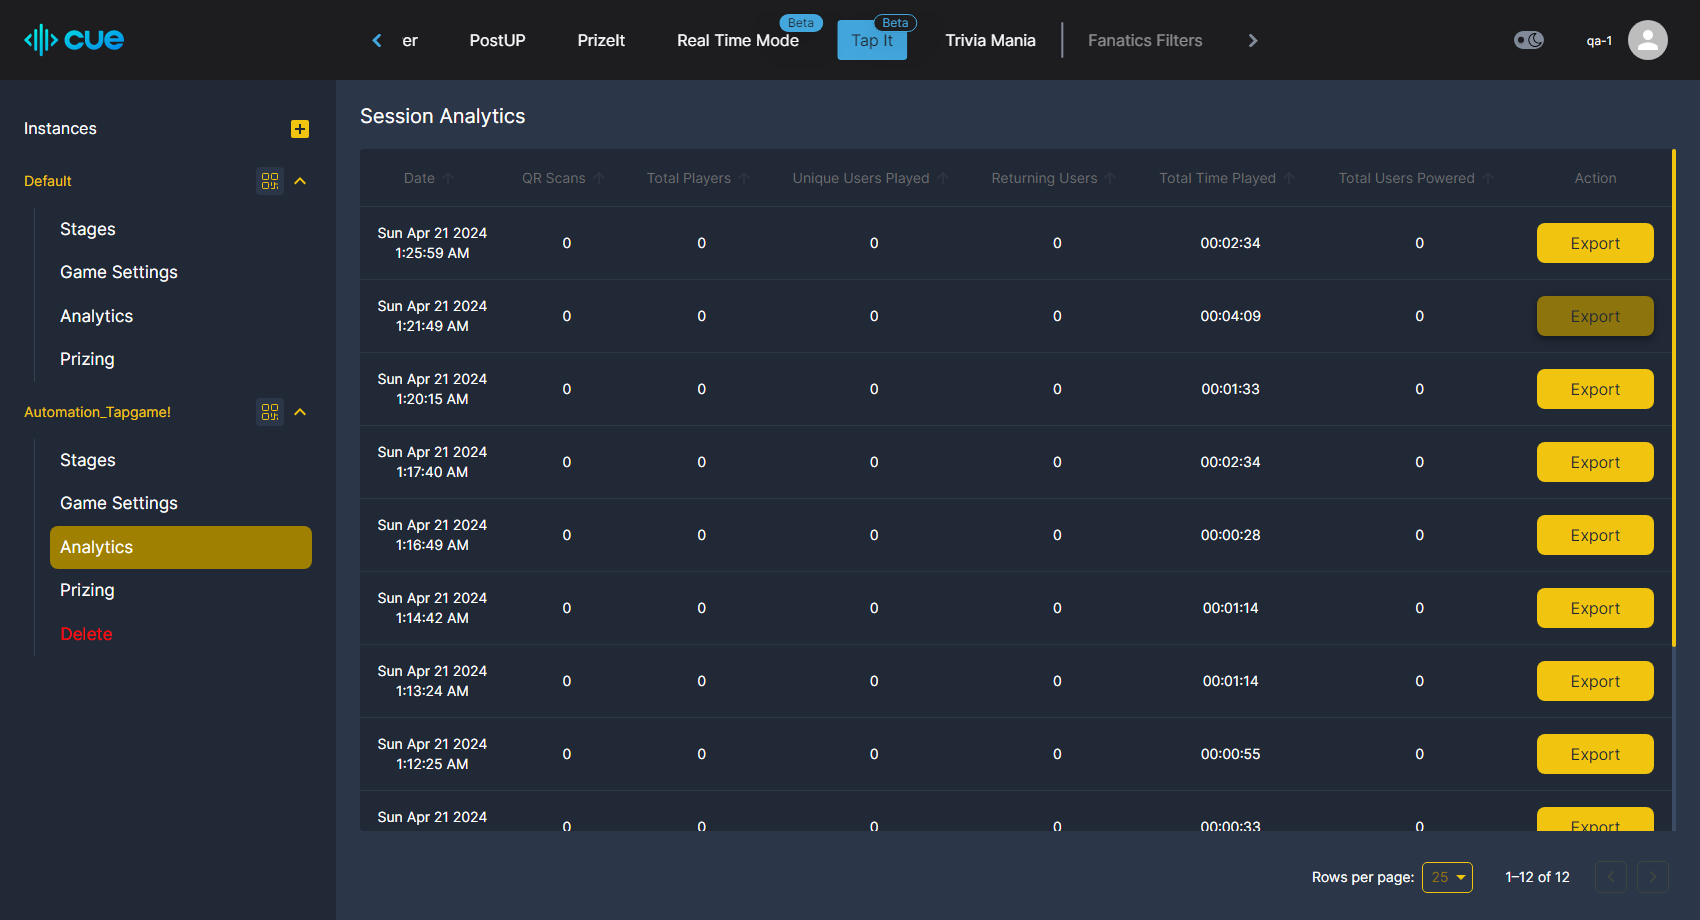 cue
er
PostUP
PrizeIt
Real Time Mode
Beta
Tap It
Beta
Trivia Mania
Fanatics Filters
qa-1
Instances
Default
Stages
Game Settings
Analytics
Prizing
Automation_Tapgame!
Stages
Game Settings
Analytics
Prizing
Delete
Session Analytics
Date QR Scans Total Players Unique Users Played Returning Users Total Time Played Total Users Powered Action
Sun Apr 21 2024
1:25:59 AM 0 0 0 0 00:02:34 0 Export
Sun Apr 21 2024
1:21:49 AM 0 0 0 0 00:04:09 0 Export
Sun Apr 21 2024
1:20:15 AM 0 0 0 0 00:01:33 0 Export
Sun Apr 21 2024
1:17:40 AM 0 0 0 0 00:02:34 0 Export
Sun Apr 21 2024
1:16:49 AM 0 0 0 0 00:00:28 0 Export
Sun Apr 21 2024
1:14:42 AM 0 0 0 0 00:01:14 0 Export
Sun Apr 21 2024
1:13:24 AM 0 0 0 0 00:01:14 0 Export
Sun Apr 21 2024
1:12:25 AM 0 0 0 0 00:00:55 0 Export
Sun Apr 21 2024
0 0 0 0 00:00:33 0 Export
Rows per page: 25 1–12 of 12